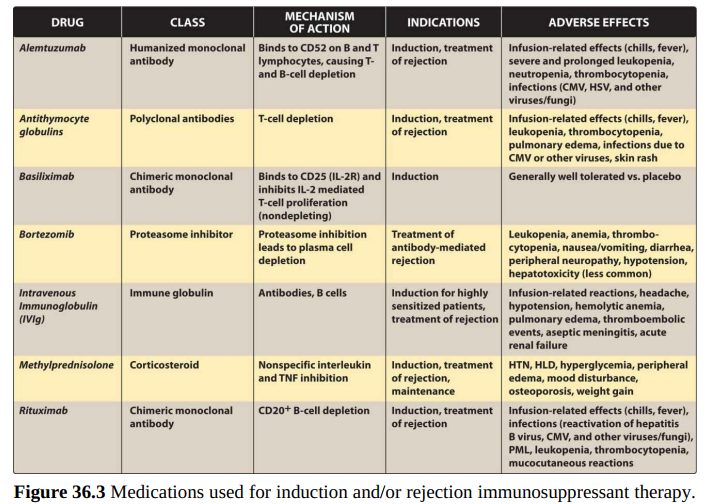 DRUG CLASS MECHANISM OF ACTION INDICATIONS ADVERSE EFFECTS
Alemtuzumab
Humanized monoclonal
antibody
Binds to CD52 on B and T
lymphocytes, causing T-
and B-cell depletion
Induction, treatment
of rejection
Infusion-related effects (chills, fever),
severe and prolonged leukopenia,
neutropenia, thrombocytopenia,
infections (CMV, HSV, and other
viruses/fungi)
Antithymocyte
globulins
Polyclonal antibodies
T-cell depletion
Induction, treatment
of rejection
Infusion-related effects (chills, fever),
leukopenia, thrombocytopenia,
pulmonary edema, infections due to
CMV or other viruses, skin rash
Basiliximab
Chimeric monoclonal
antibody
Binds to CD25 (IL-2R) and
inhibits IL-2 mediated
T-cell proliferation
(nondepleting)
Induction
Generally well tolerated vs. placebo
Bortezomib
Proteasome inhibitor
Proteasome inhibition
leads to plasma cell
depletion
Treatment of
antibody-mediated
rejection
Leukopenia, anemia, thrombo-
cytopenia, nausea/vomiting, diarrhea,
peripheral neuropathy, hypotension,
hepatotoxicity (less common)
Intravenous
Immunoglobulin
(IVIg)
Immune globulin
Antibodies, B cells
Induction for highly
sensitized patients,
treatment of rejection
Infusion-related reactions, headache,
hypotension, hemolytic anemia,
pulmonary edema, thromboembolic
events, aseptic meningitis, acute
renal failure
Methylprednisolone
Corticosteroid
Nonspecific interleukin
and TNF inhibition
Induction, treatment
of rejection,
maintenance
HTN, HLD, hyperglycemia, peripheral
edema, mood disturbance,
osteoporosis, weight gain
Rituximab
Chimeric monoclonal
antibody
CD20+ B-cell depletion
Induction, treatment
of rejection
Infusion-related effects (chills, fever),
infections (reactivation of hepatitis
B virus, CMV, and other viruses/fungi),
PML, leukopenia, thrombocytopenia,
mucocutaneous reactions
Figure 36.3 Medications used for induction and/or rejection immunosuppressant therapy.